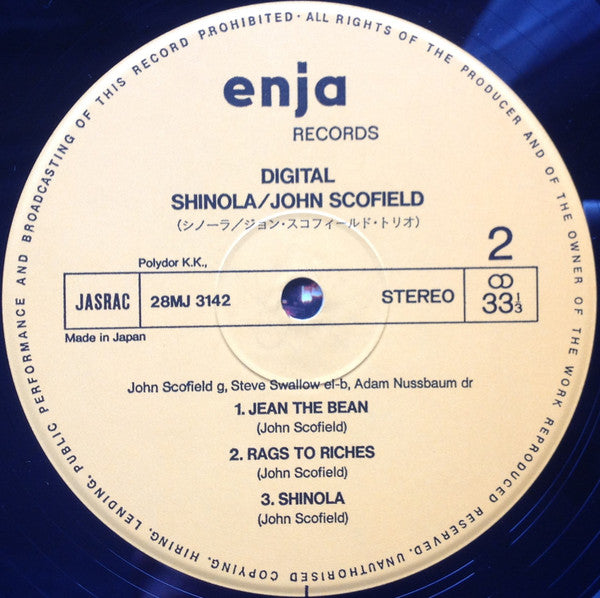 ALL RIGHTS OF THE PRODUCER AND OF THE OWNER OF THE WORK REPRODUCED RESERVED. UNAUTHORISED COPYING, HIRING, LENDING, PUBLIC PERFORMANCE AND BROADCASTING OF THIS RECORD PROHIBITED ·
enja
RECORDS
DIGITAL
SHINOLA/JOHN SCOFIELD
(シノーラ/ジョン・スコフィールド・トリオ)
2
Polydor K.K.,
JASRAC 28MJ 3142 STEREO 33⅓
Made in Japan
John Scofield g, Steve Swallow el-b, Adam Nussbaum dr
1. JEAN THE BEAN
(John Scofield)
2. RAGS TO RICHES
(John Scofield)
3. SHINOLA
(John Scofield)